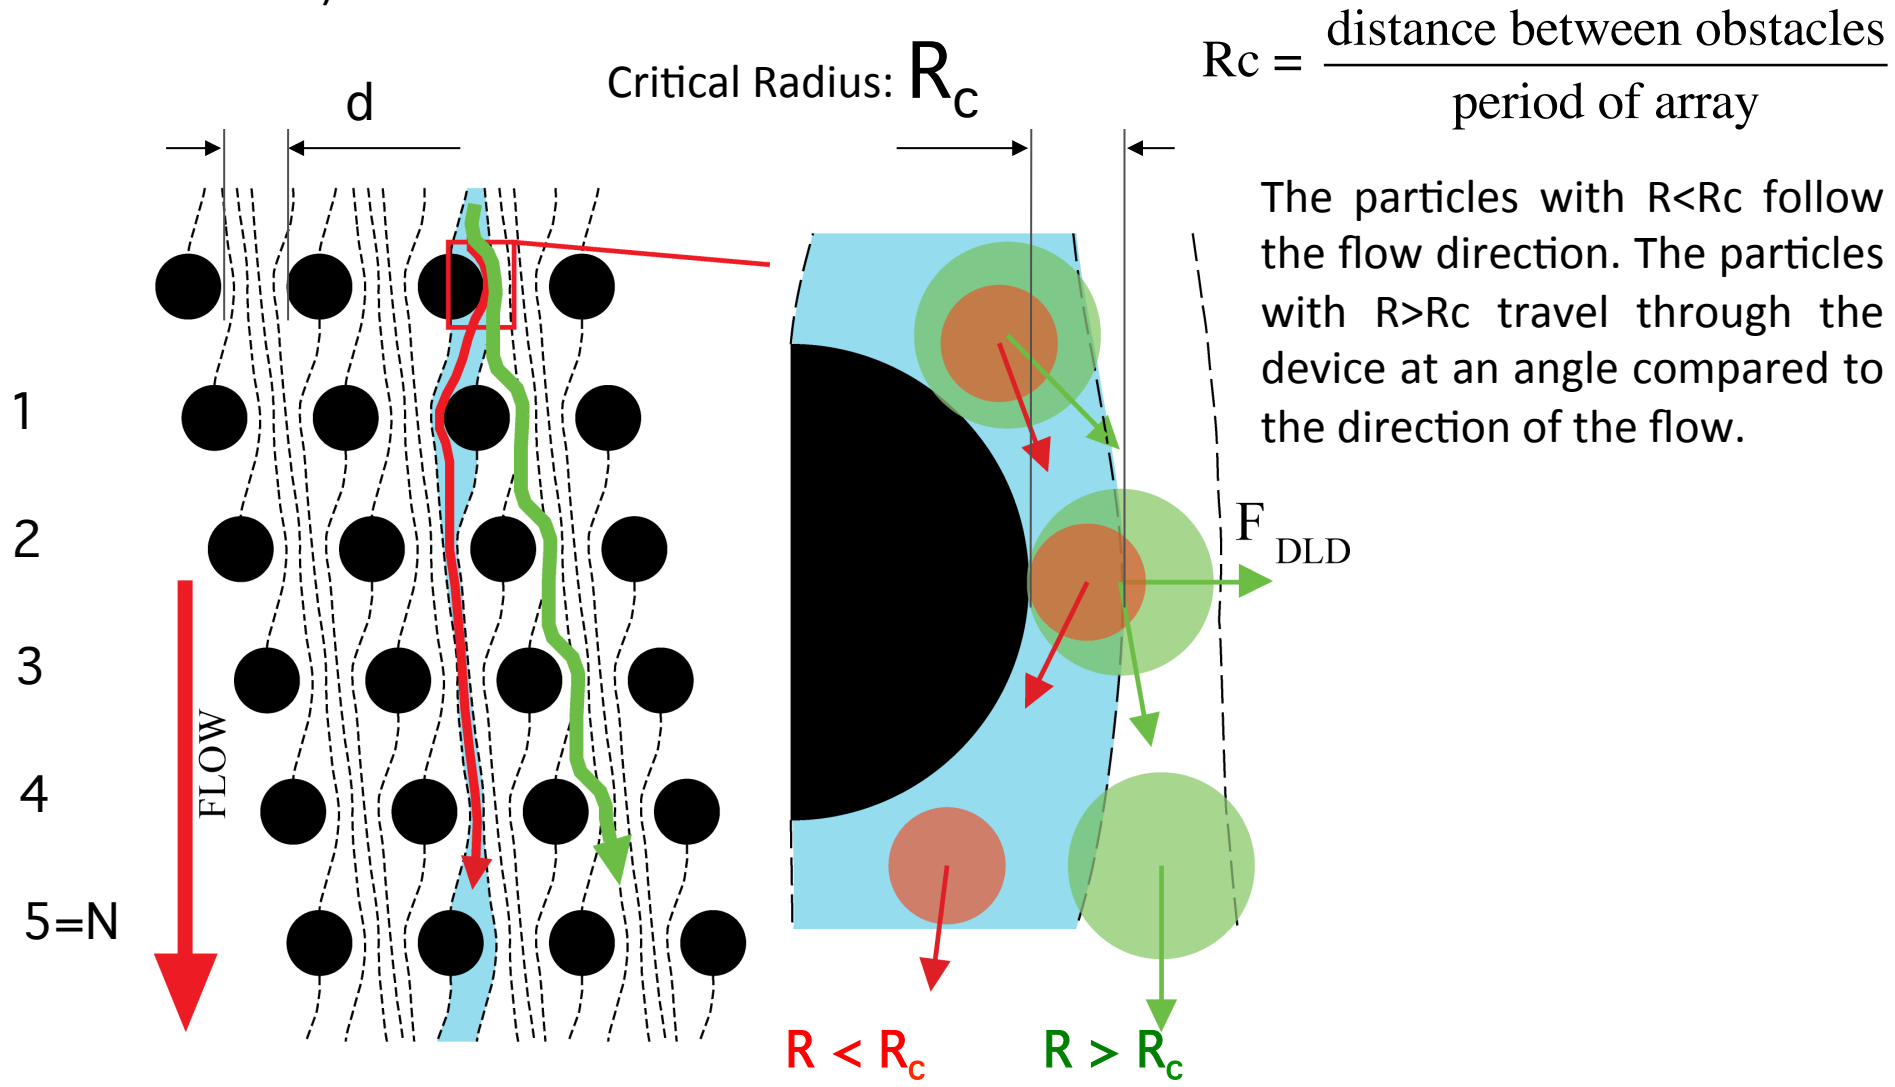 d
Critical Radius: Rc
Rc = distance between obstacles
period of array
The particles with R<Rc follow
the flow direction. The particles
with R>Rc travel through the
device at an angle compared to
the direction of the flow.
1
2
3
4
5=N
FLOW
F DLD
R < Rc
R > Rc